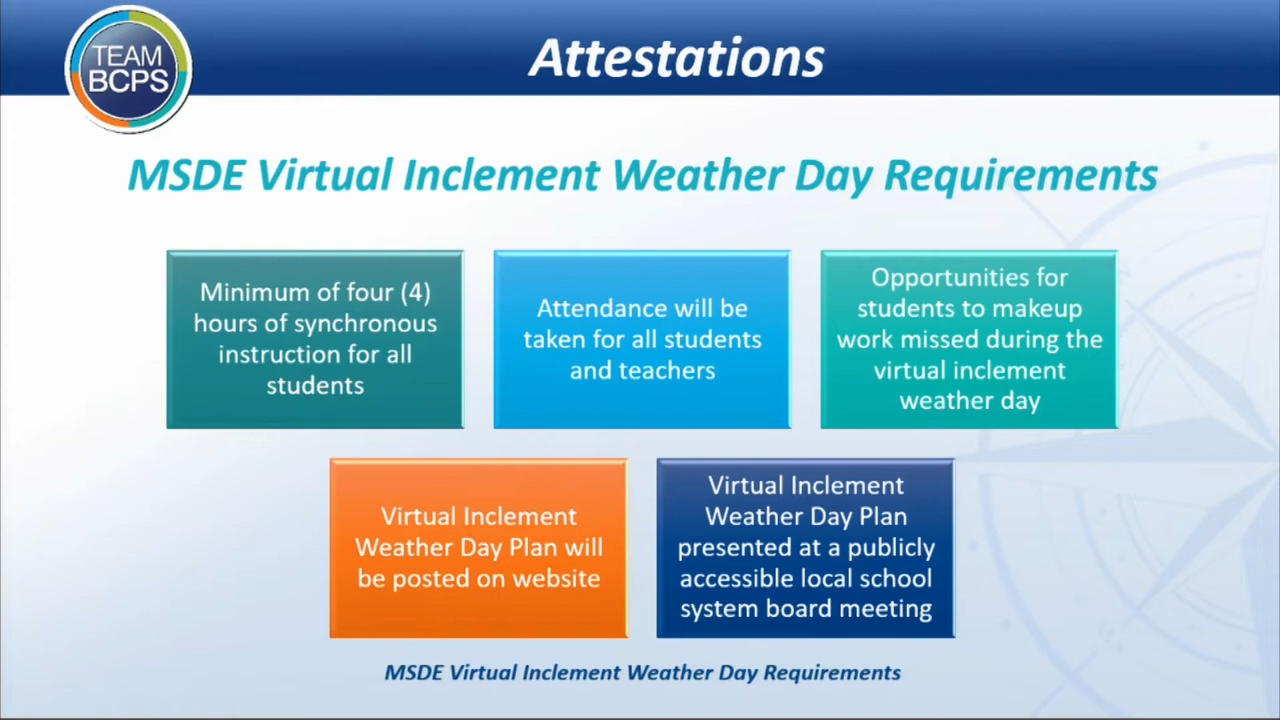 TEAM
BCPS
Attestations
MSDE Virtual Inclement Weather Day Requirements
Minimum of four (4)
hours of synchronous
instruction for all
students
Attendance will be
taken for all students
and teachers
Opportunities for
students to makeup
work missed during the
virtual inclement
weather day
Virtual Inclement
Weather Day Plan will
be posted on website
Virtual Inclement
Weather Day Plan
presented at a publicly
accessible local school
system board meeting
MSDE Virtual Inclement Weather Day Requirements